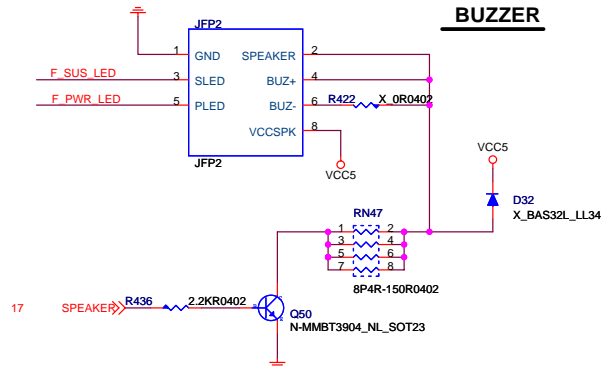 BUZZER
JFP2
1 GND SPEAKER 2
F_SUS_LED 3 SLED BUZ+ 4
F_PWR_LED 5 PLED BUZ- 6 R422 X_0R0402
VCCSPK 8
JFP2
VCC5
VCC5
D32
X_BAS32L_LL34
RN47
1 2
3 4
5 6
7 8
8P4R-150R0402
17 SPEAKER R436 2.2KR0402
Q50
N-MMBT3904_NL_SOT23